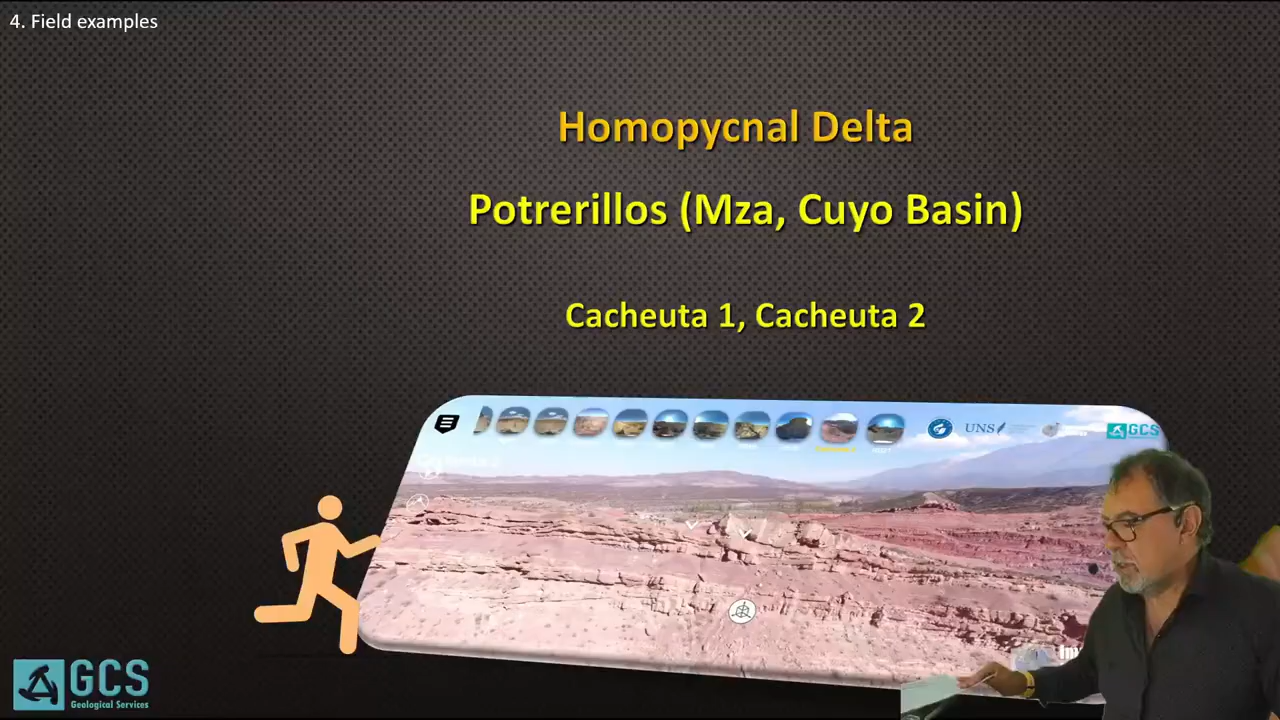 4. Field examples
Homopycnal Delta
Potrerillos (Mza, Cuyo Basin)
Cacheuta 1, Cacheuta 2
UNS
GCS
GCS
Geological Services